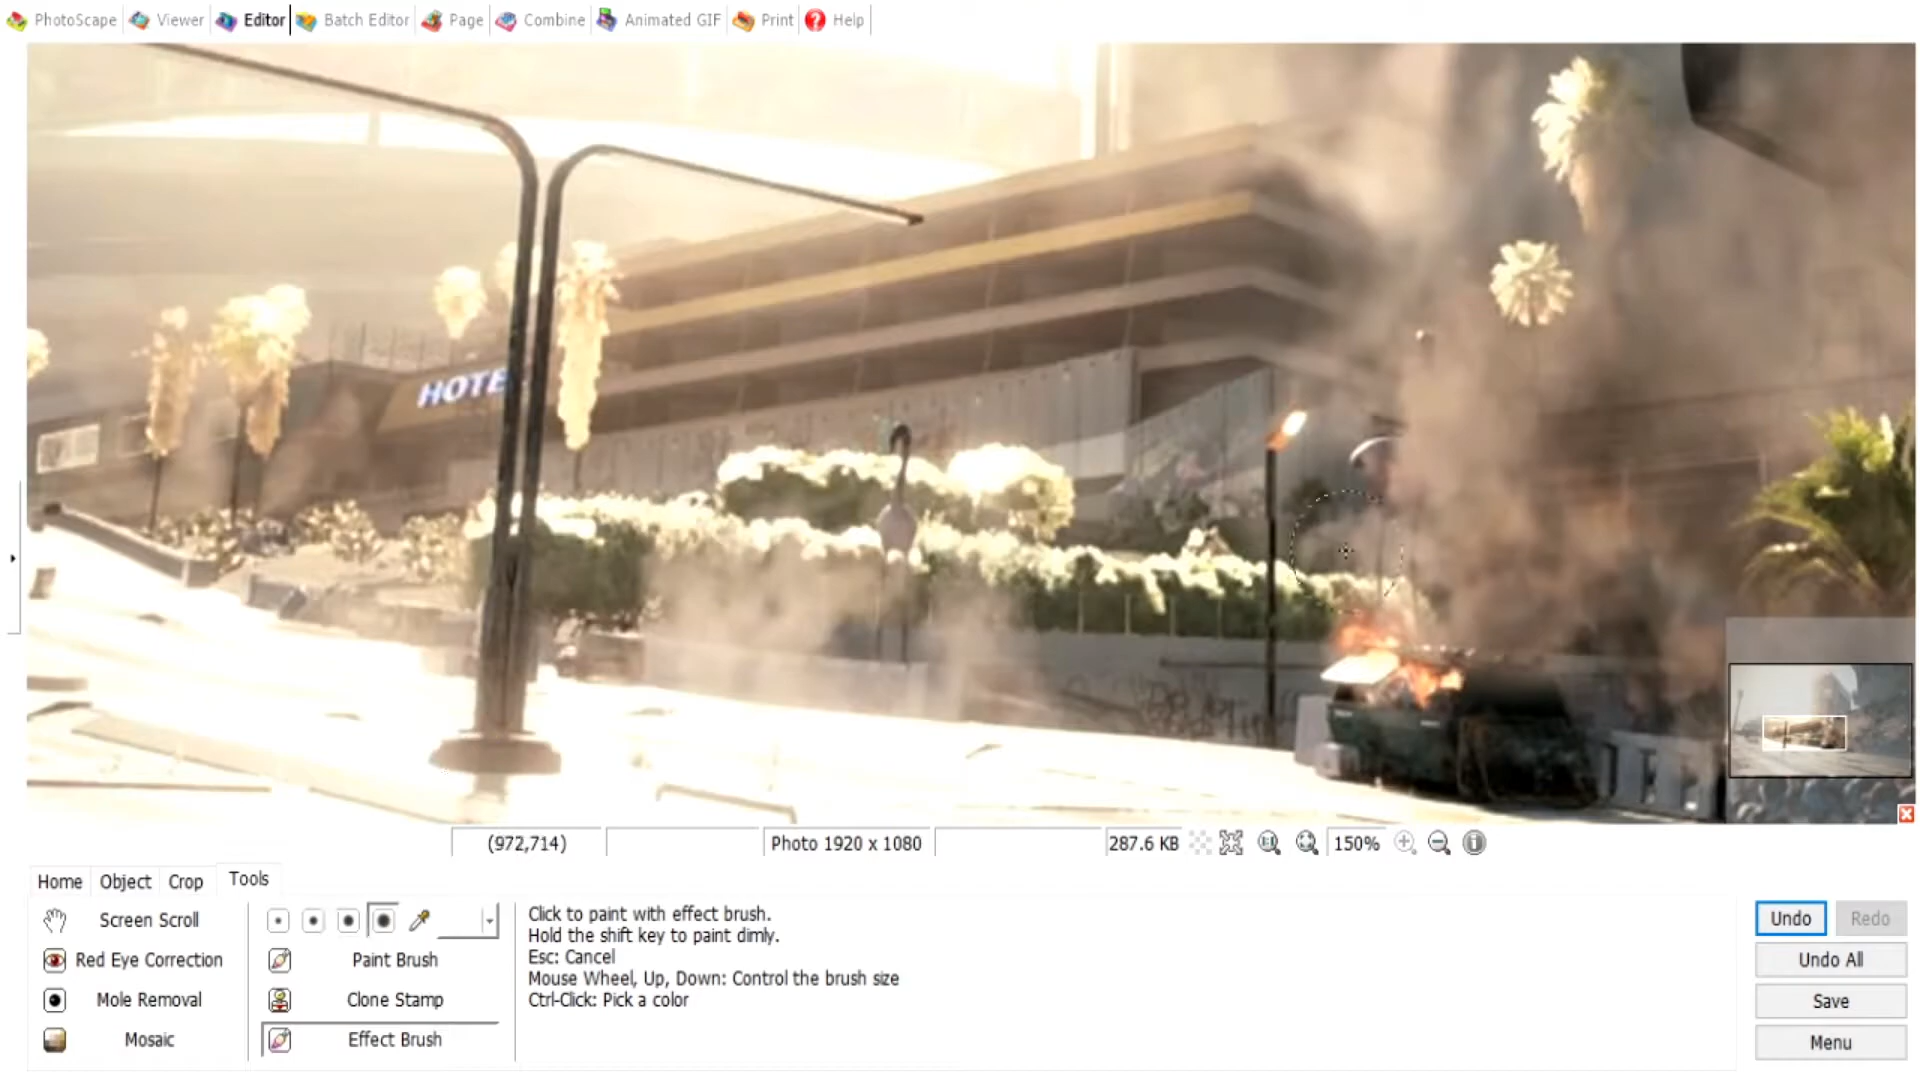 PhotoScape
Viewer
Editor
Batch Editor
Page
Combine
Animated GIF
Print
Help
HOTE
(972,714)
Photo 1920 x 1080
287.6 KB
150%
Home
Object
Crop
Tools
Screen Scroll
Red Eye Correction
Mole Removal
Mosaic
Paint Brush
Clone Stamp
Effect Brush
Click to paint with effect brush.
Hold the shift key to paint dimly.
Esc: Cancel
Mouse Wheel, Up, Down: Control the brush size
Ctrl-Click: Pick a color
Undo
Redo
Undo All
Save
Menu